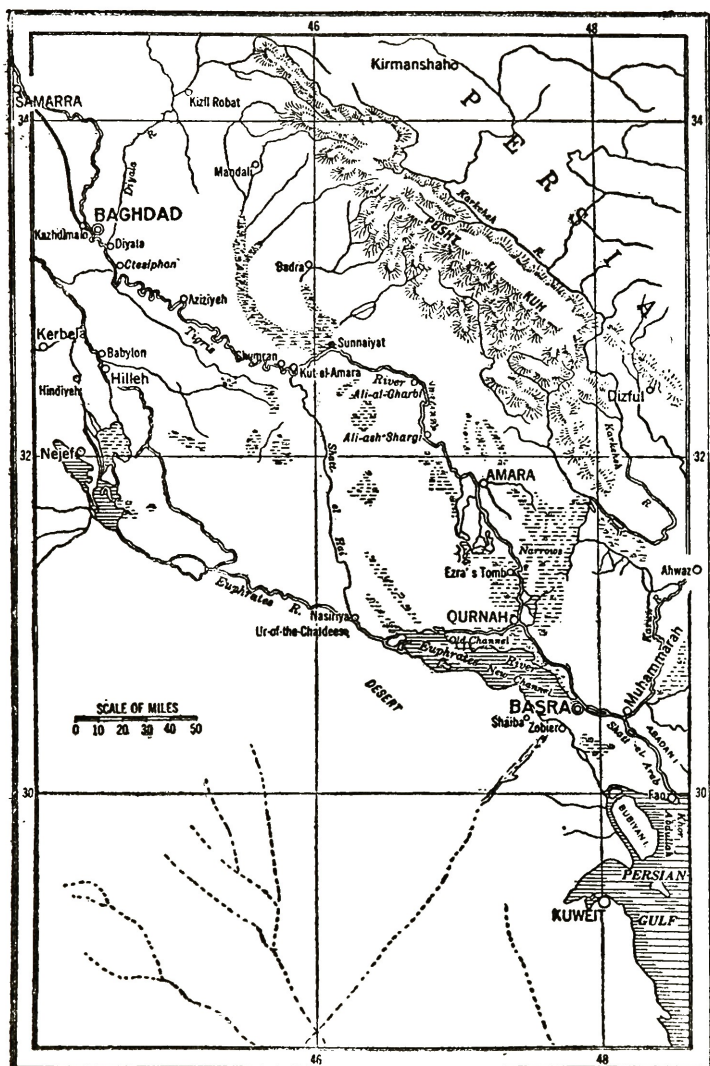 46
48
Kirmanshah
SAMARRA
Kizil Robat
PERSIA
34
34
Mandali
Diyala R.
Karkheh R.
BAGHDAD
Kazhdimain
Diyala
Ctesiphon
PUSHT
KUH
Badra
Aziziyeh
Tigris
Kerbela
Babylon
Shumran
Sunnaiyat
Hilleh
Kut-el-Amara
Hindiyeh
River
Ali-al-Gharbi
Dizful
Ali-ash-Shargi
Karkheh
R
Nejef
32
32
Shatt el Hai
AMARA
Narrows
Ezra's Tomb
Ahwaz
Euphrates R.
Nasiriya
QURNAH
Karun
Ur-of-the-Chaldees
Channel
Euphrates River
New Channel
Muhammarah
DESERT
BASRA
SCALE OF MILES
0 10 20 30 40 50
Shaiba
Zobier
Shatt-el-Arab
ABADAN I
30
Fao
30
BUBIYAN I.
Khor Abdullah
PERSIAN
KUWEIT
GULF
46
48